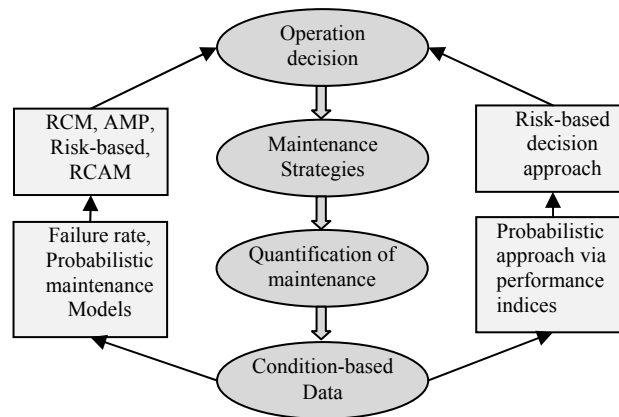 Operation
decision
RCM, AMP,
Risk-based,
RCAM
Maintenance
Strategies
Risk-based
decision
approach
Failure rate,
Probabilistic
maintenance
Models
Quantification of
maintenance
Probabilistic
approach via
performance
indices
Condition-based
Data